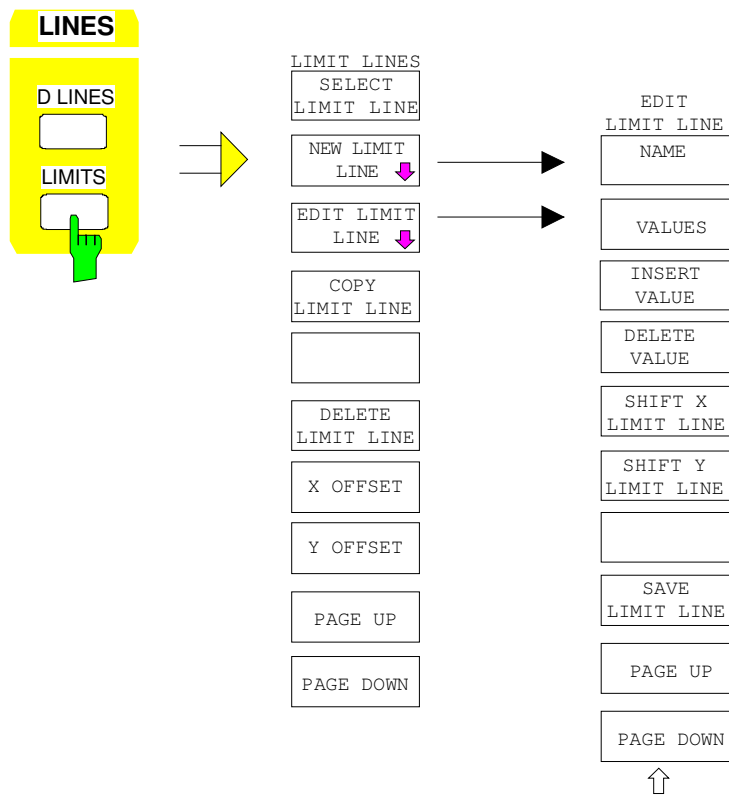 LINES
D LINES
LIMITS
LIMIT LINES
SELECT
LIMIT LINE
NEW LIMIT
LINE
EDIT LIMIT
LINE
COPY
LIMIT LINE
DELETE
LIMIT LINE
X OFFSET
Y OFFSET
PAGE UP
PAGE DOWN
EDIT
LIMIT LINE
NAME
VALUES
INSERT
VALUE
DELETE
VALUE
SHIFT X
LIMIT LINE
SHIFT Y
LIMIT LINE
SAVE
LIMIT LINE
PAGE UP
PAGE DOWN